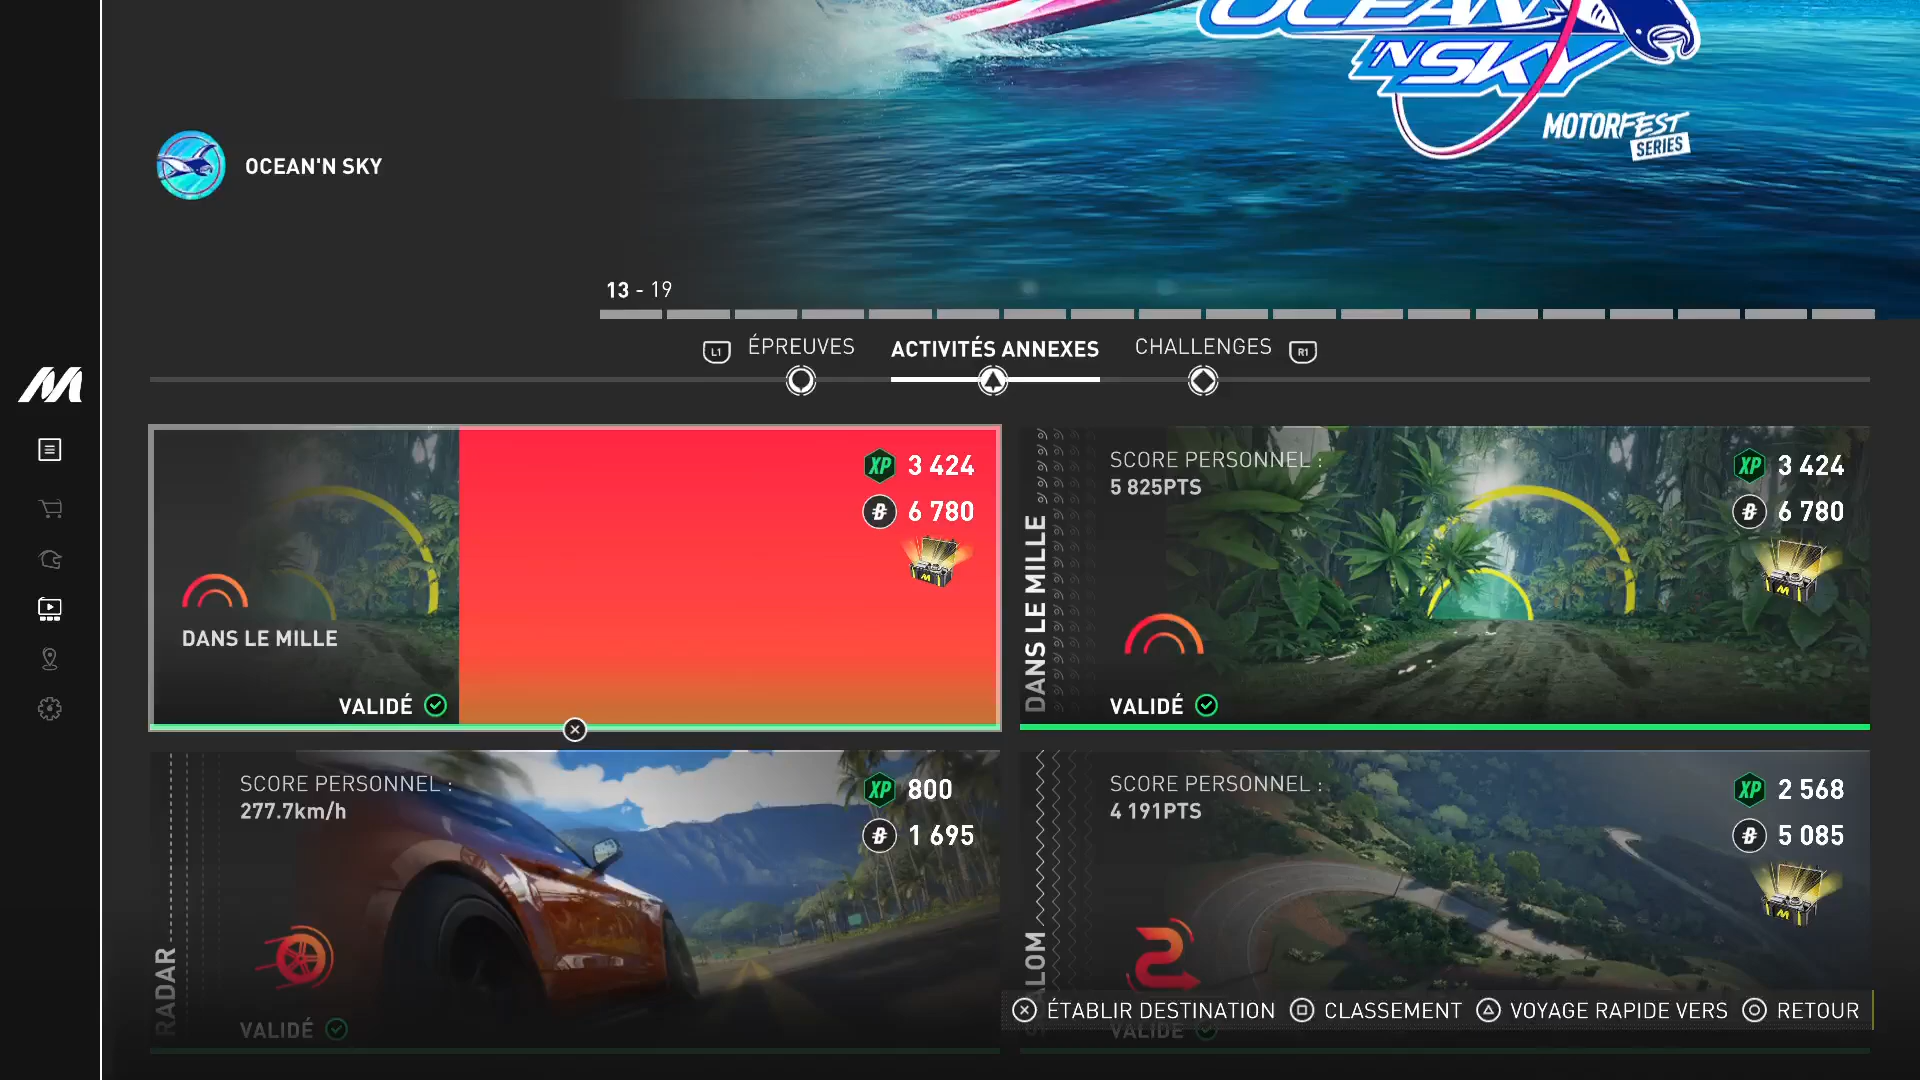 OCEAN
'N SKY
MOTORFEST
SERIES
OCEAN'N SKY
13 - 19
L1 ÉPREUVES ACTIVITÉS ANNEXES CHALLENGES R1
XP 3 424
6 780
DANS LE MILLE
VALIDÉ
DANS LE MILLE
SCORE PERSONNEL :
5 825PTS
XP 3 424
6 780
VALIDÉ
RADAR
SCORE PERSONNEL :
277.7km/h
XP 800
1 695
VALIDÉ
SCORE PERSONNEL :
4 191PTS
XP 2 568
5 085
VALIDÉ
ÉTABLIR DESTINATION CLASSEMENT VOYAGE RAPIDE VERS RETOUR